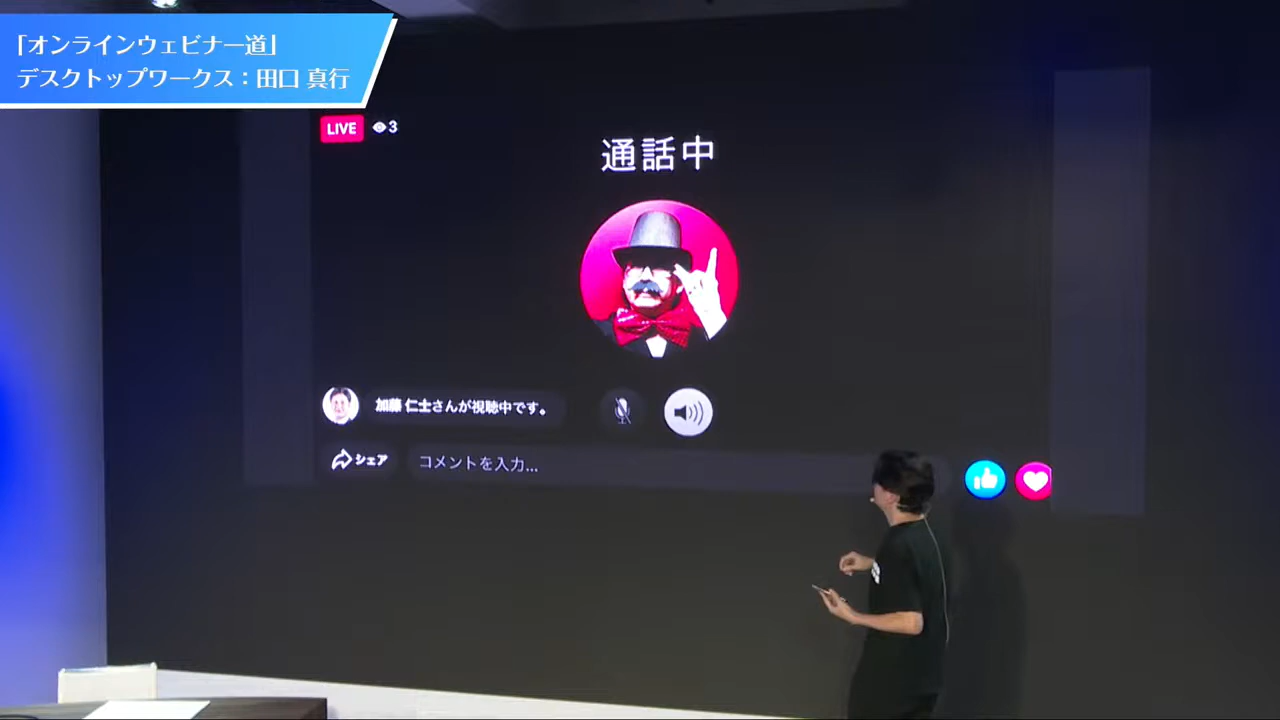 「オンラインウェビナー道」
デスクトップワークス：田口 真行
LIVE 3
通話中
加藤 仁士さんが視聴中です。
シェア
コメントを入力...